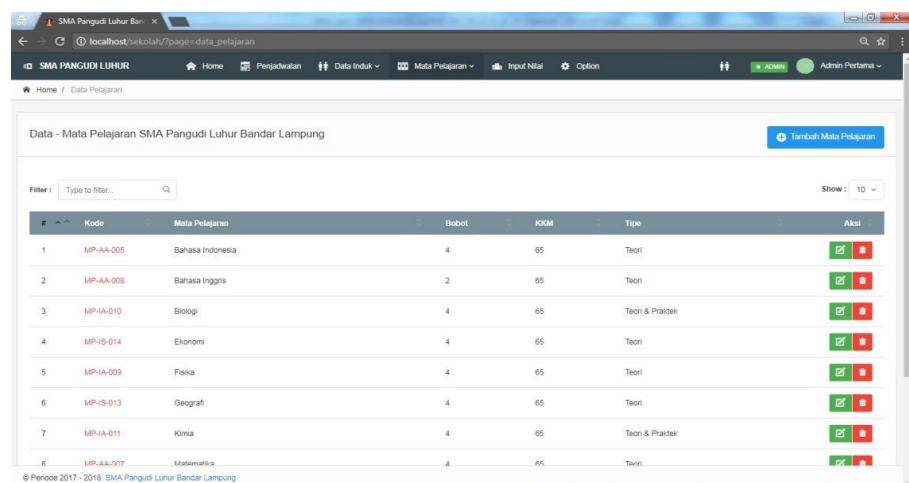 SMA Pangudi Luhur Ban
localhost/sekolah/?page=data_pelajaran
SMA PANGUDI LUHUR Home Penjadwalan Data Induk Mata Pelajaran Input Nilai Option ADMIN Admin Pertama
Home / Data Pelajaran
Data - Mata Pelajaran SMA Pangudi Luhur Bandar Lampung Tambah Mata Pelajaran
Filter : Type to filter... Show : 10
# Kode Mata Pelajaran Bobot KKM Tipe Aksi
1 MP-AA-005 Bahasa Indonesia 4 65 Teori
2 MP-AA-008 Bahasa Inggris 2 65 Teori
3 MP-IA-010 Biologi 4 65 Teori & Praktek
4 MP-IS-014 Ekonomi 4 65 Teori
5 MP-IA-009 Fisika 4 65 Teori
6 MP-IS-013 Geografi 4 65 Teori
7 MP-IA-011 Kimia 4 65 Teori & Praktek
8 MP-AA-007 Matematika 4 65 Teori
© Periode 2017 - 2018. SMA Pangudi Luhur Bandar Lampung